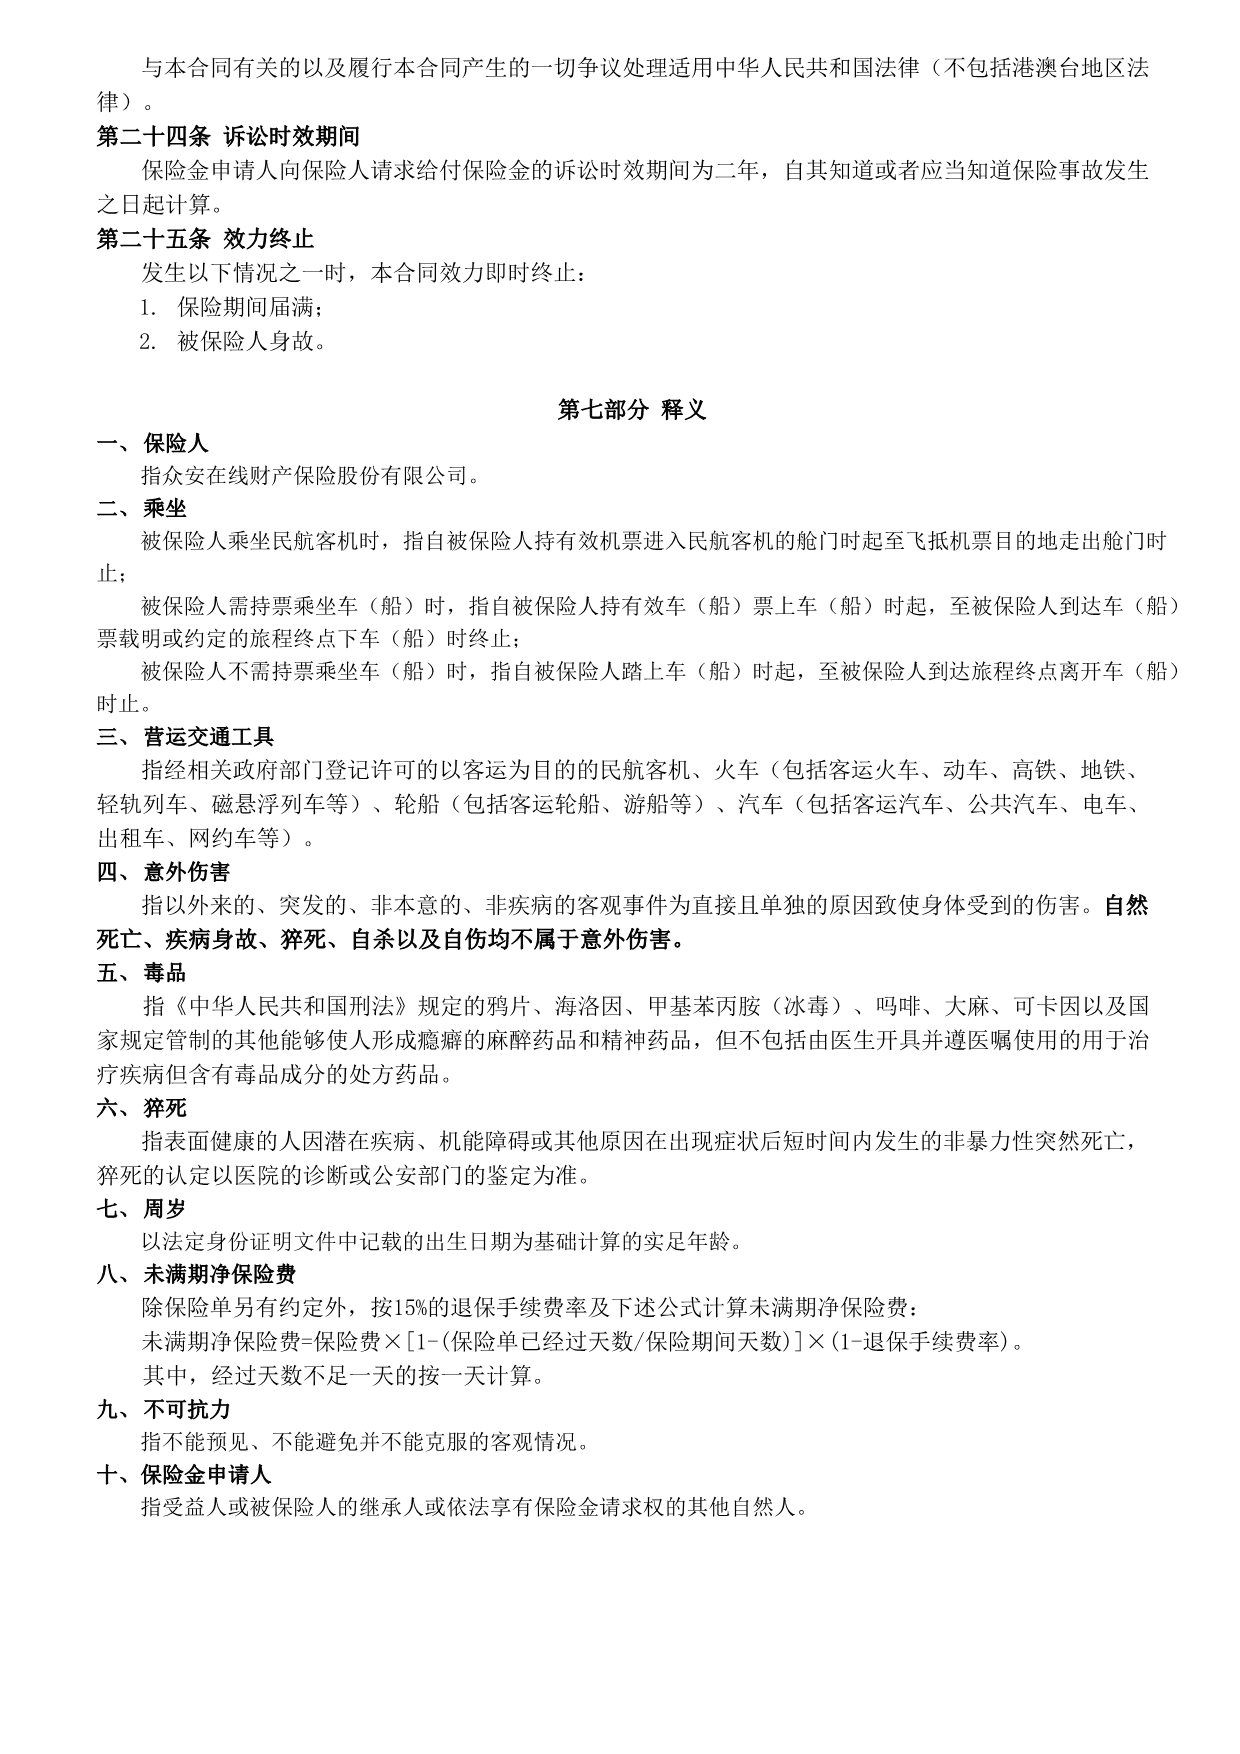 与本合同有关的以及履行本合同产生的一切争议处理适用中华人民共和国法律（不包括港澳台地区法
律）。
第二十四条 诉讼时效期间
保险金申请人向保险人请求给付保险金的诉讼时效期间为二年，自其知道或者应当知道保险事故发生
之日起计算。
第二十五条 效力终止
发生以下情况之一时，本合同效力即时终止：
1. 保险期间届满；
2. 被保险人身故。
第七部分 释义
一、保险人
指众安在线财产保险股份有限公司。
二、乘坐
被保险人乘坐民航客机时，指自被保险人持有效机票进入民航客机的舱门时起至飞抵机票目的地走出舱门时
止；
被保险人需持票乘坐车（船）时，指自被保险人持有效车（船）票上车（船）时起，至被保险人到达车（船）
票载明或约定的旅程终点下车（船）时终止；
被保险人不需持票乘坐车（船）时，指自被保险人踏上车（船）时起，至被保险人到达旅程终点离开车（船）
时止。
三、营运交通工具
指经相关政府部门登记许可的以客运为目的的民航客机、火车（包括客运火车、动车、高铁、地铁、
轻轨列车、磁悬浮列车等）、轮船（包括客运轮船、游船等）、汽车（包括客运汽车、公共汽车、电车、
出租车、网约车等）。
四、意外伤害
指以外来的、突发的、非本意的、非疾病的客观事件为直接且单独的原因致使身体受到的伤害。自然
死亡、疾病身故、猝死、自杀以及自伤均不属于意外伤害。
五、毒品
指《中华人民共和国刑法》规定的鸦片、海洛因、甲基苯丙胺（冰毒）、吗啡、大麻、可卡因以及国
家规定管制的其他能够使人形成瘾癖的麻醉药品和精神药品，但不包括由医生开具并遵医嘱使用的用于治
疗疾病但含有毒品成分的处方药品。
六、猝死
指表面健康的人因潜在疾病、机能障碍或其他原因在出现症状后短时间内发生的非暴力性突然死亡，
猝死的认定以医院的诊断或公安部门的鉴定为准。
七、周岁
以法定身份证明文件中记载的出生日期为基础计算的实足年龄。
八、未满期净保险费
除保险单另有约定外，按15%的退保手续费率及下述公式计算未满期净保险费：
未满期净保险费=保险费×[1-(保险单已经过天数/保险期间天数)]×(1-退保手续费率)。
其中，经过天数不足一天的按一天计算。
九、不可抗力
指不能预见、不能避免并不能克服的客观情况。
十、保险金申请人
指受益人或被保险人的继承人或依法享有保险金请求权的其他自然人。